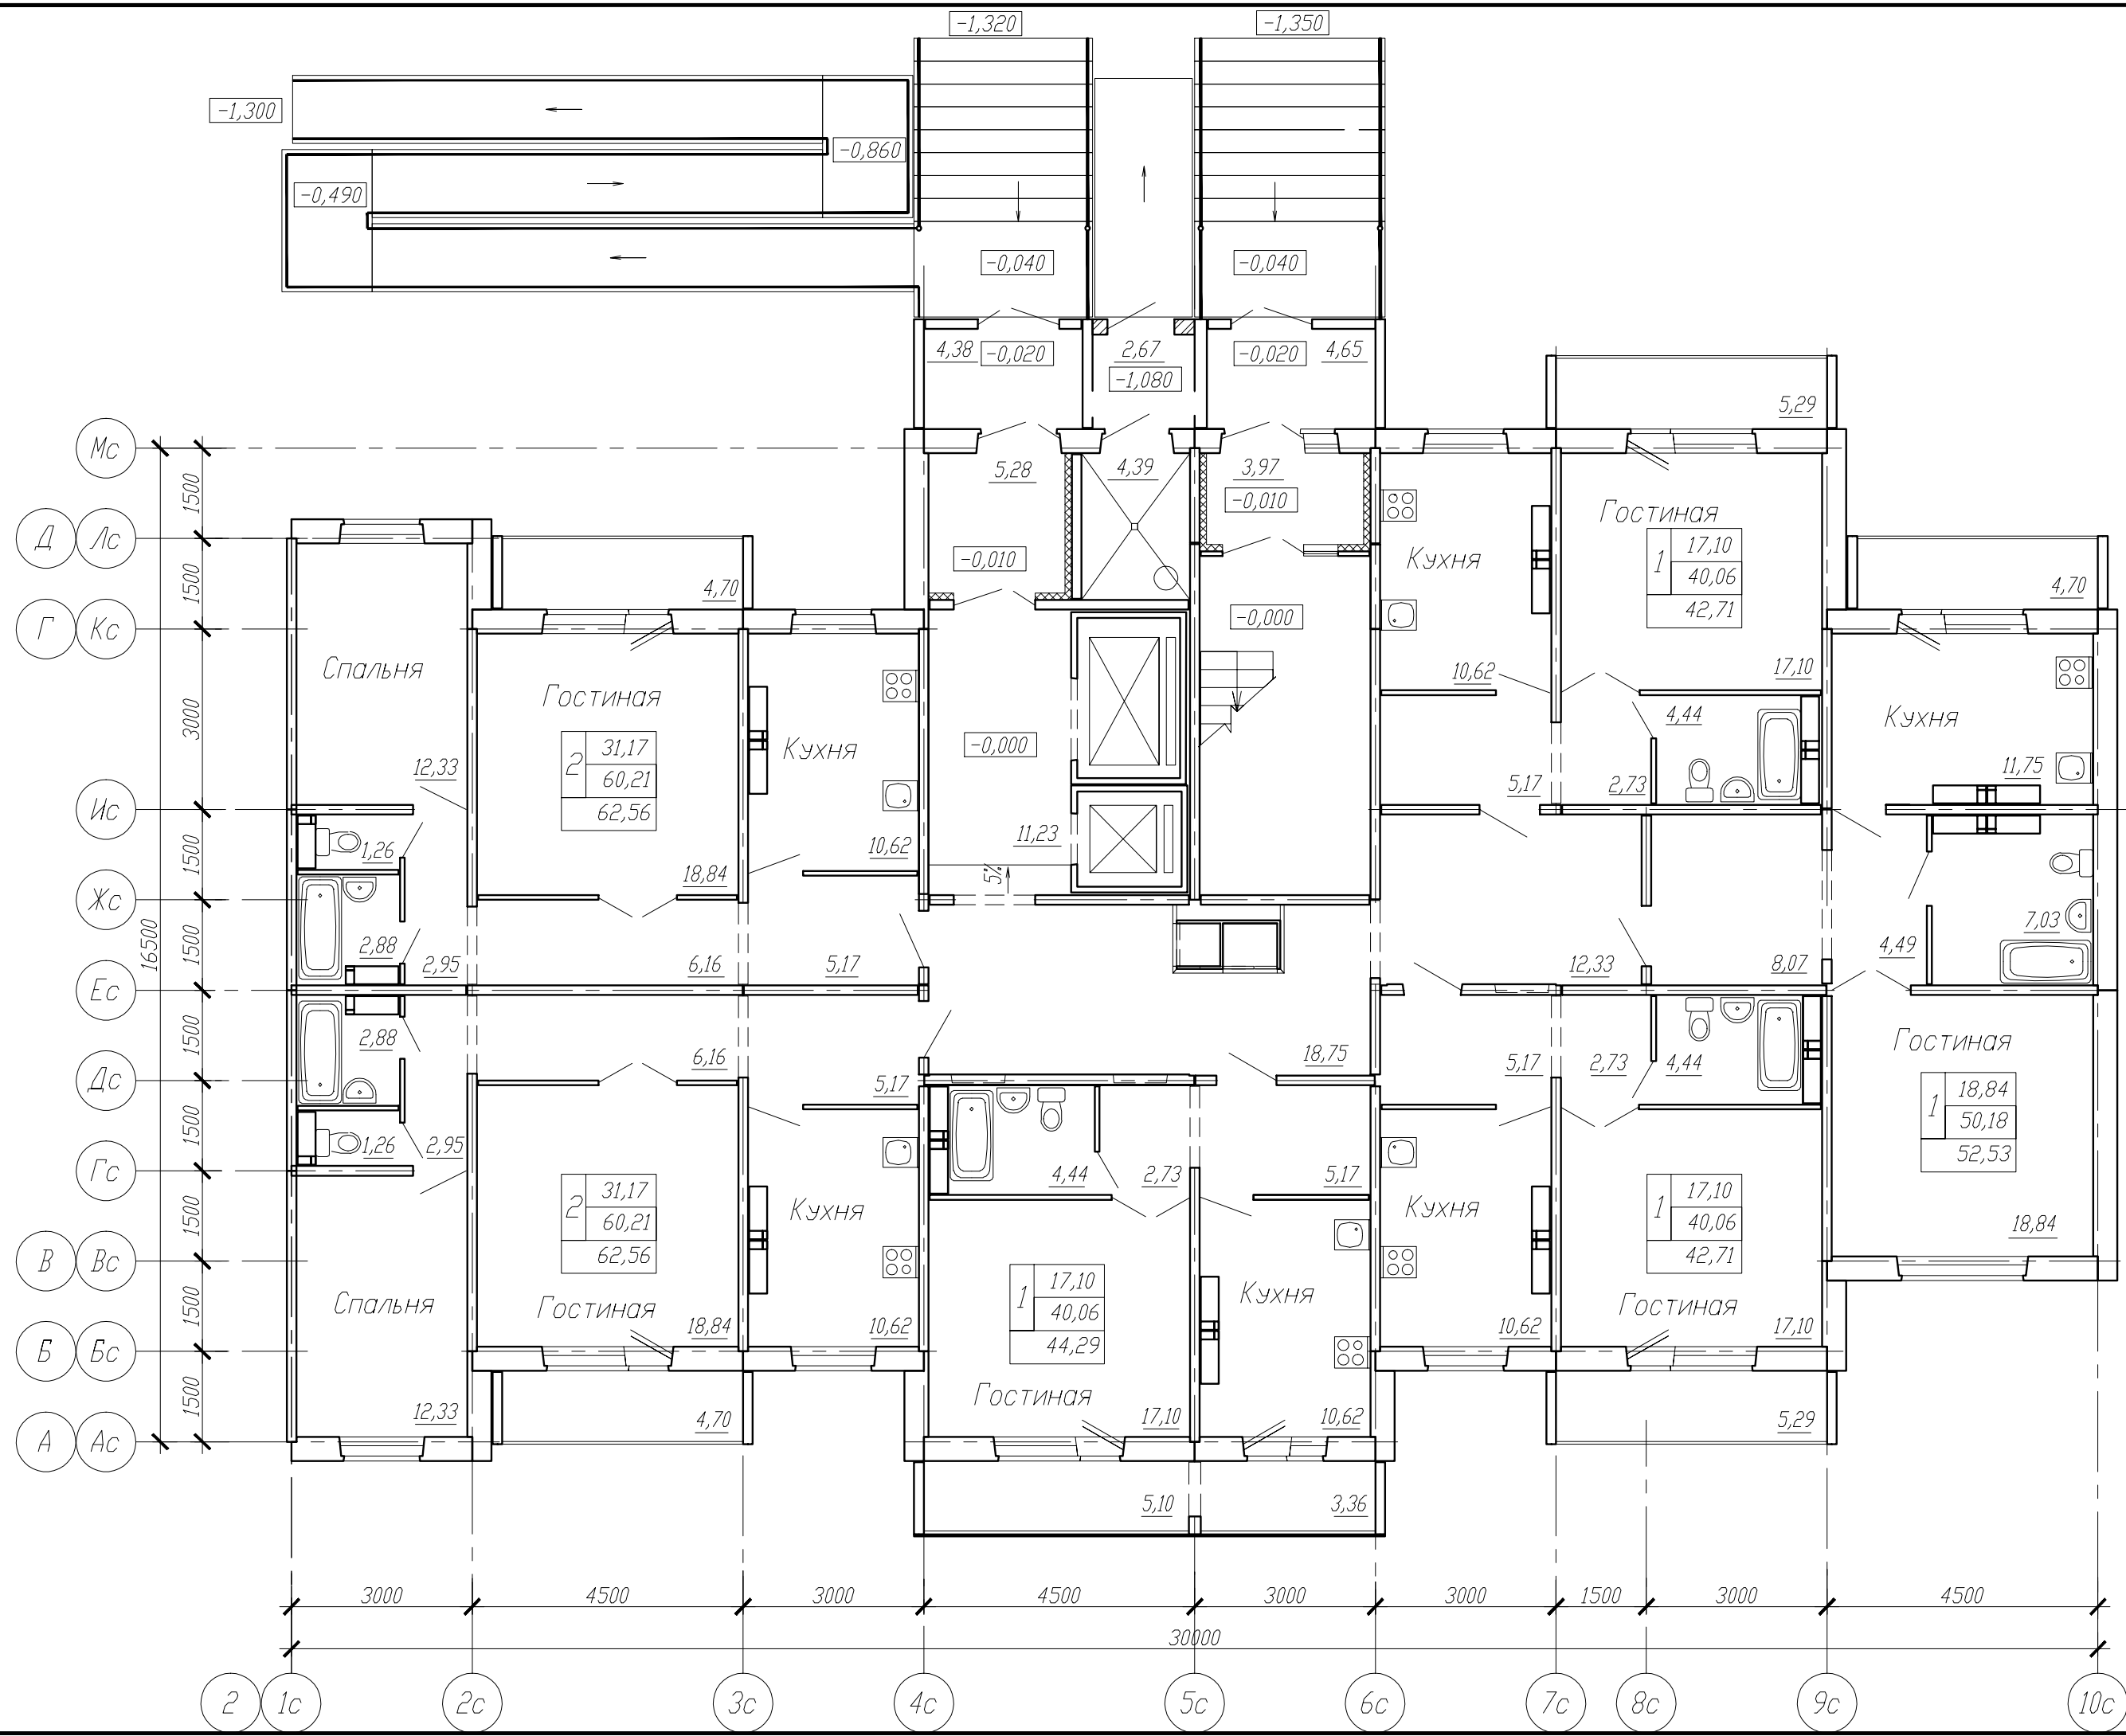 -1,320
-1,350
-1,300
-0,860
-0,490
-0,040
-0,040
4,38
-0,020
2,67
-1,080
-0,020
4,65
5,29
Мс
5,28
4,39
3,97
-0,010
Гостиная
1
17,10
40,06
42,71
Кухня
17,10
10,62
1500
Д
Лс
4,70
-0,010
4,70
1500
Г
Кс
-0,000
Спальня
Гостиная
2
31,17
60,21
62,56
Кухня
12,33
18,84
10,62
-0,000
11,23
5%
4,44
Кухня
11,75
5,17
2,73
3000
Ис
1,26
1500
Жс
2,88
2,95
6,16
5,17
12,33
8,07
4,49
7,03
16500
1500
Ес
2,88
6,16
5,17
18,75
5,17
2,73
4,44
Гостиная
1
18,84
50,18
52,53
18,84
1500
Дс
1,26
2,95
4,44
2,73
5,17
1500
Гс
2
31,17
60,21
62,56
Кухня
Кухня
1
17,10
40,06
42,71
1500
В
Вс
Спальня
Гостиная
18,84
10,62
1
17,10
40,06
44,29
Кухня
10,62
Гостиная
17,10
1500
Б
Бс
12,33
4,70
Гостиная
17,10
10,62
5,29
1500
А
Ас
5,10
3,36
3000
4500
3000
4500
3000
3000
1500
3000
4500
30000
2
1с
2с
3с
4с
5с
6с
7с
8с
9с
10с